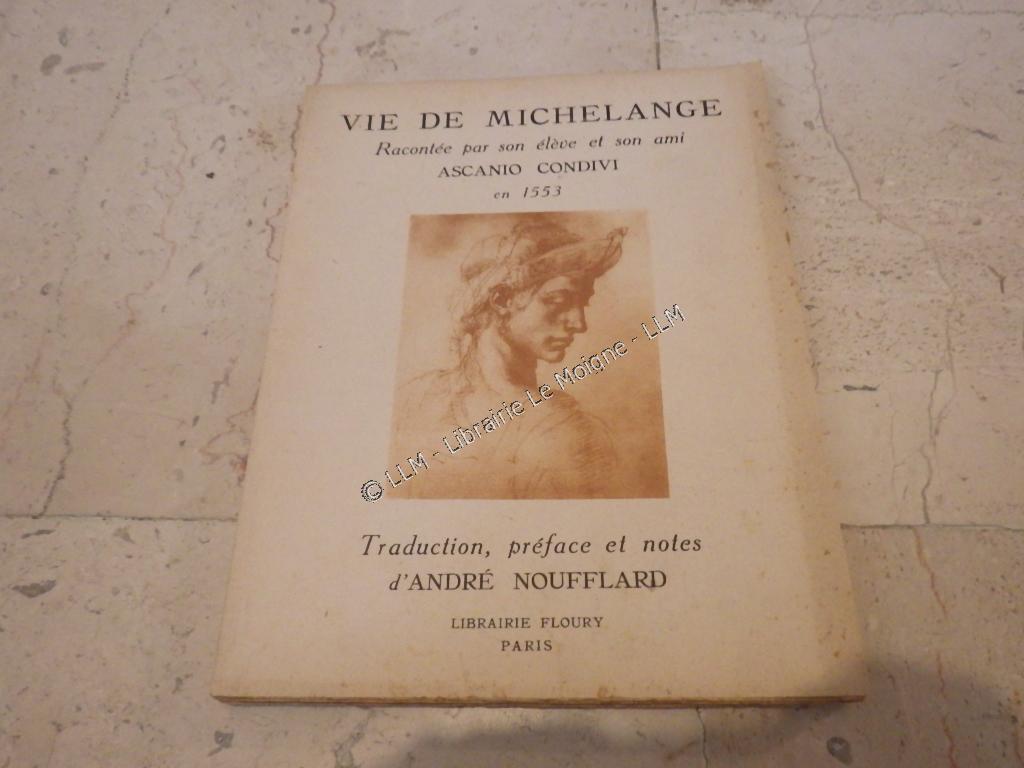 VIE DE MICHELANGE
Racontée par son élève et son ami
ASCANIO CONDIVI
en 1553
© LLM - Librairie Le Moigne - LLM
Traduction, préface et notes
d'ANDRÉ NOUFFLARD
LIBRAIRIE FLOURY
PARIS